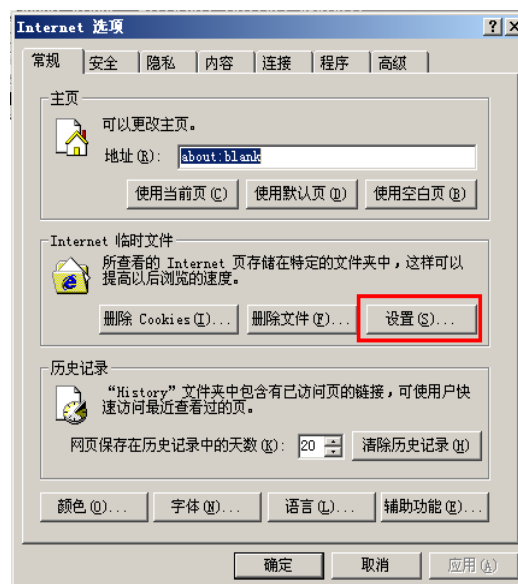 Internet 选项
常规 安全 隐私 内容 连接 程序 高级
主页
可以更改主页。
地址(R): about:blank
使用当前页(C) 使用默认页(D) 使用空白页(B)
Internet 临时文件
所查看的 Internet 页存储在特定的文件夹中，这样可以
提高以后浏览的速度。
删除 Cookies(I)... 删除文件(F)... 设置(S)...
历史记录
“History”文件夹中包含有已访问页的链接，可使用户快
速访问最近查看过的页。
网页保存在历史记录中的天数(K): 20 清除历史记录(H)
颜色(O)... 字体(N)... 语言(L)... 辅助功能(E)...
确定 取消 应用(A)